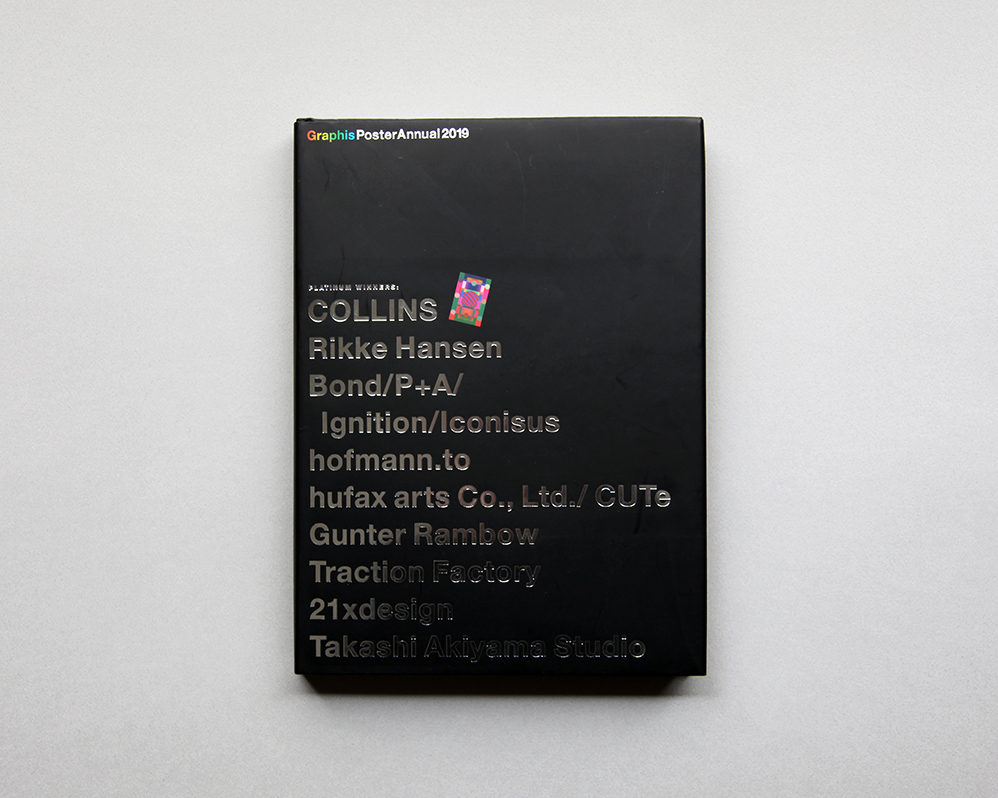 GraphisPosterAnnual2019
PLATINUM WINNERS:
COLLINS
Rikke Hansen
Bond/P+A/
Ignition/Iconisus
hofmann.to
hufax arts Co., Ltd./ CUTe
Gunter Rambow
Traction Factory
21xdesign
Takashi Akiyama Studio